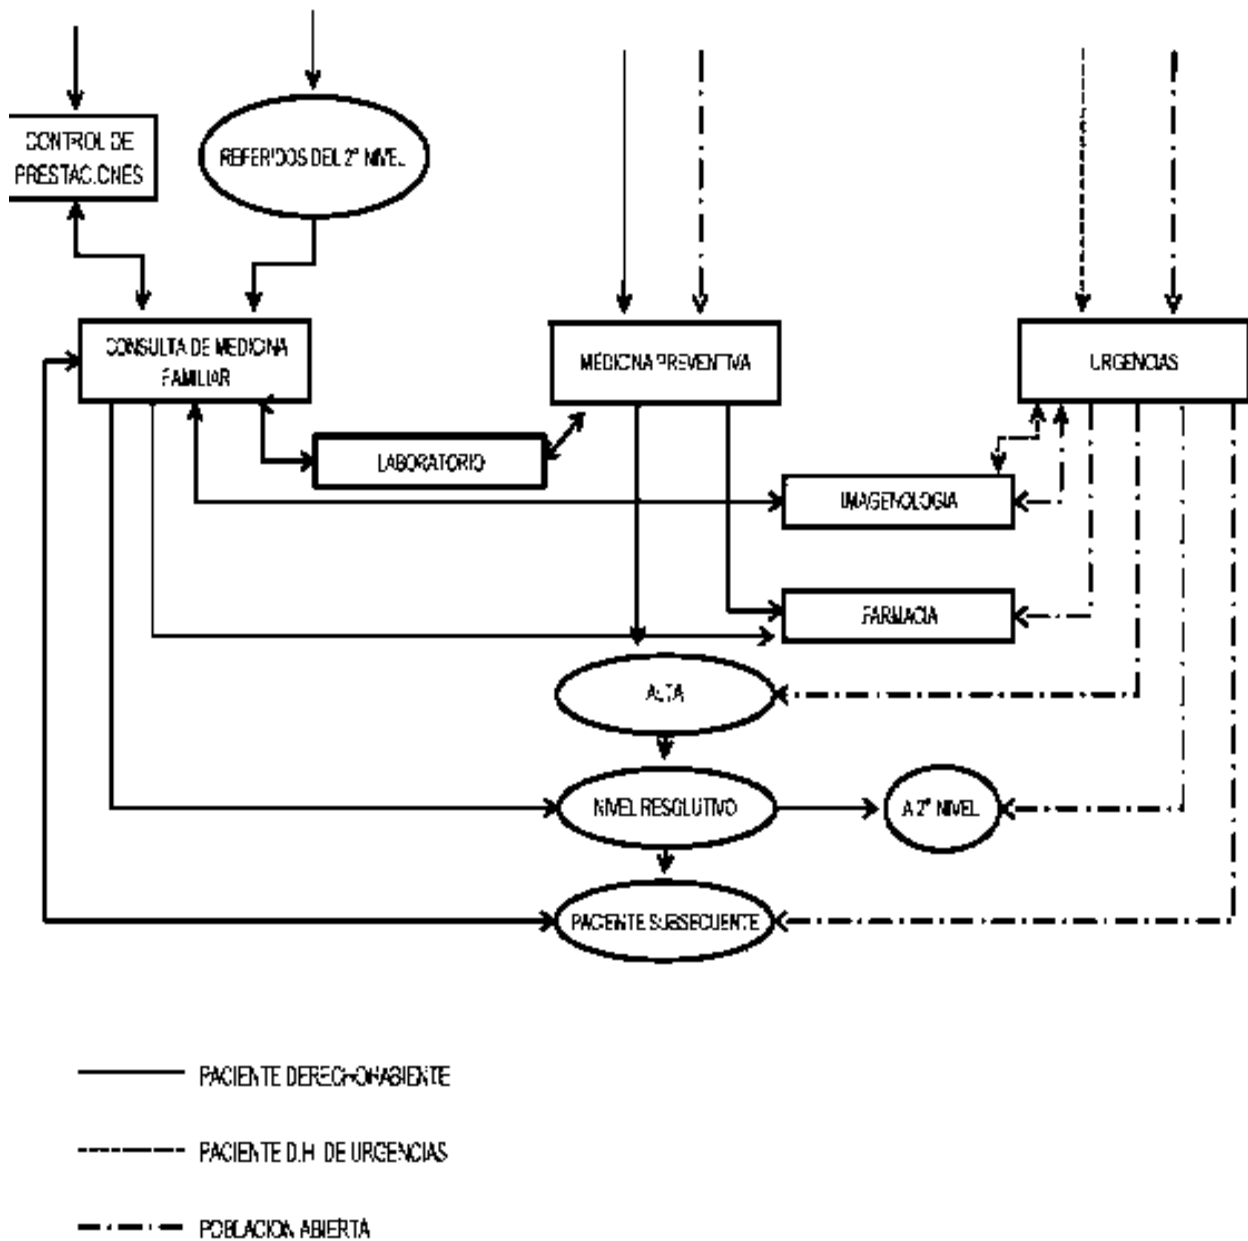 CONTROL DE
PRESTACIONES
REFERIDOS DEL 2° NIVEL
CONSULTA DE MEDICINA
FAMILIAR
MEDICINA PREVENTIVA
URGENCIAS
LABORATORIO
IMAGENOLOGIA
FARMACIA
ALTA
NIVEL RESOLUTIVO
A 2° NIVEL
PACIENTE SUBSECUENTE
PACIENTE DERECHOHABIENTE
PACIENTE D.H. DE URGENCIAS
POBLACION ABIERTA